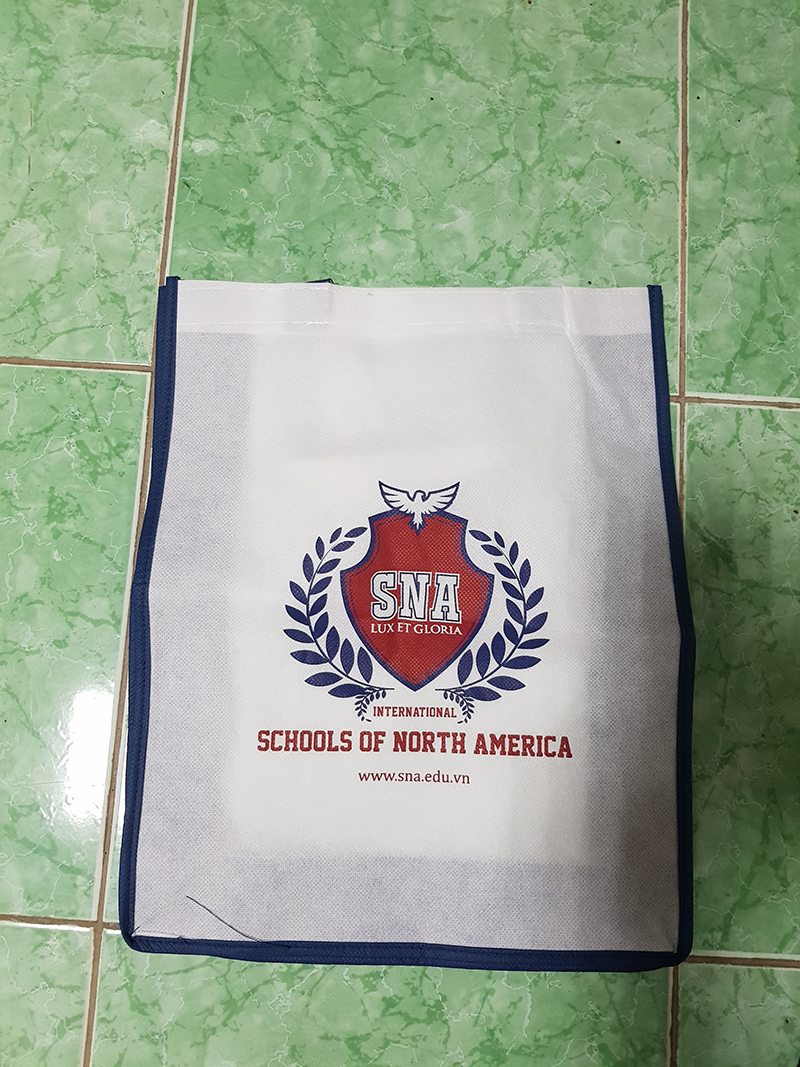 SNA
LUX ET GLORIA
INTERNATIONAL
SCHOOLS OF NORTH AMERICA
www.sna.edu.vn